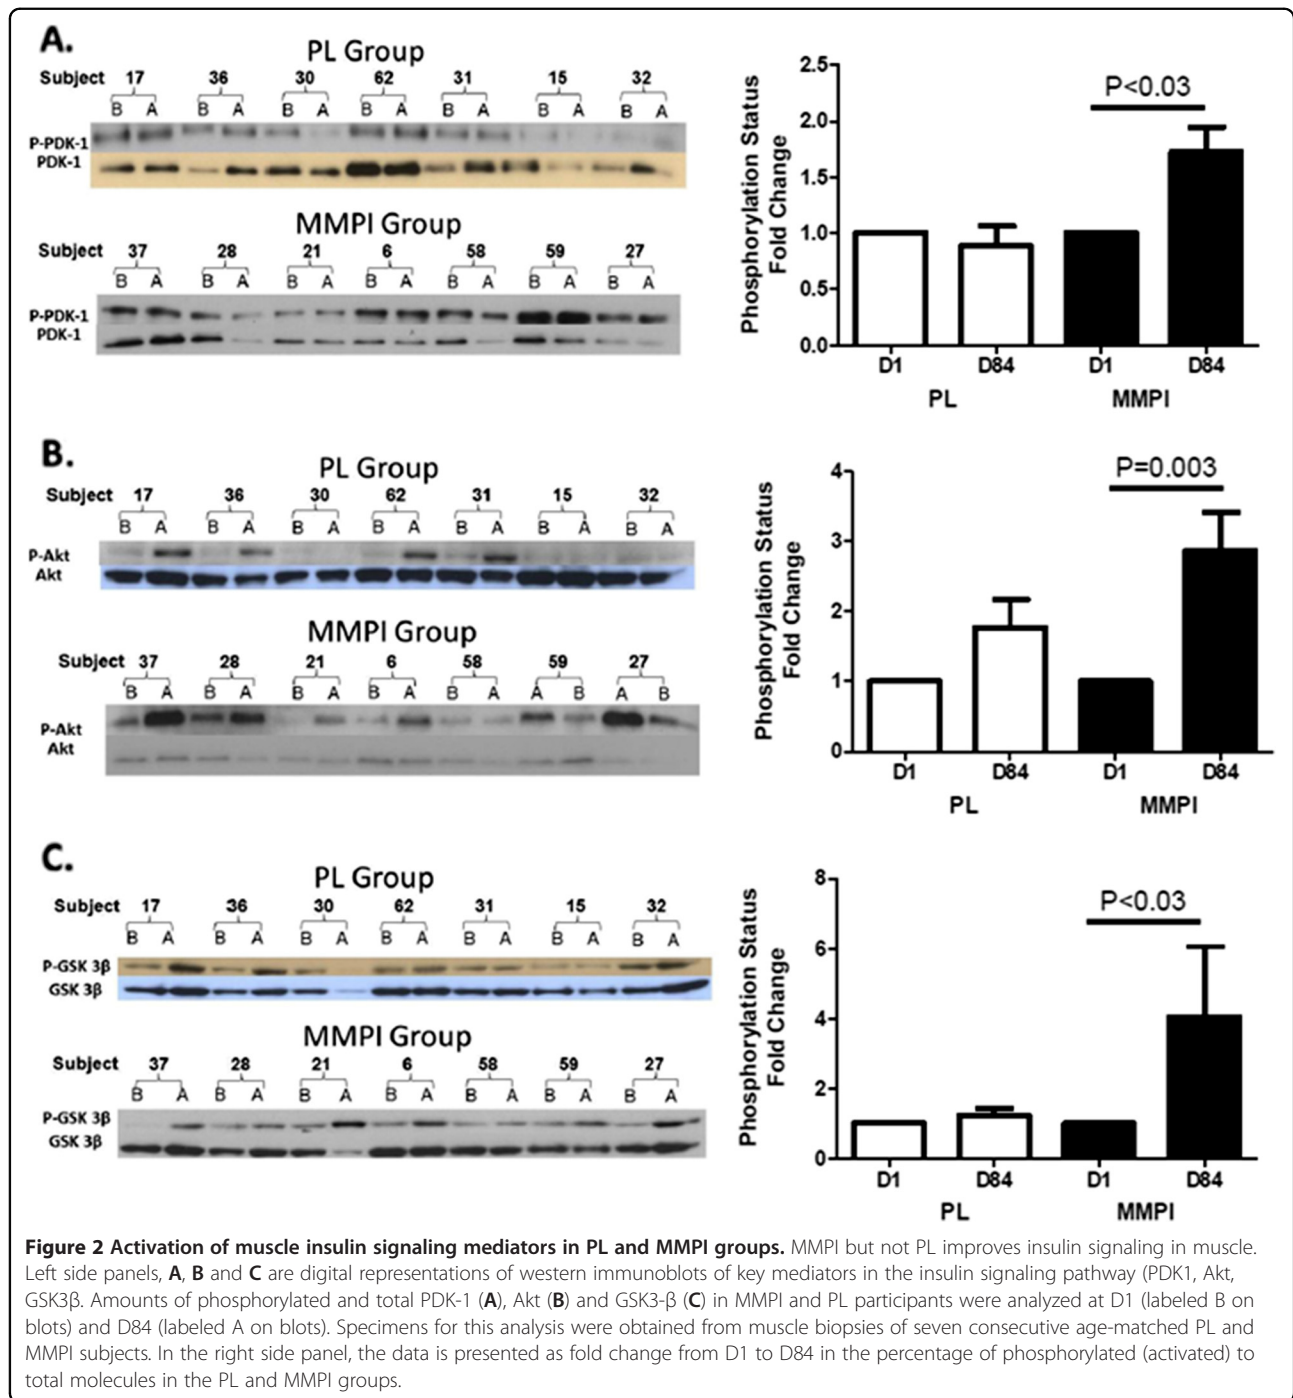 A.
PL Group
Subject 17 36 30 62 31 15 32
B A B A B A B A B A B A B A
P-PDK-1
PDK-1
MMPI Group
Subject 37 28 21 6 58 59 27
B A B A B A B A B A B A B A
P-PDK-1
PDK-1
Phosphorylation Status
Fold Change
2.5
2.0
1.5
1.0
0.5
0.0
P<0.03
D1 D84 D1 D84
PL MMPI
B.
PL Group
Subject 17 36 30 62 31 15 32
B A B A B A B A B A B A B A
P-Akt
Akt
MMPI Group
Subject 37 28 21 6 58 59 27
B A B A B A B A B A A B A B
P-Akt
Akt
Phosphorylation Status
Fold Change
4
3
2
1
0
P=0.003
D1 D84 D1 D84
PL MMPI
C.
PL Group
Subject 17 36 30 62 31 15 32
B A B A B A B A B A B A B A
P-GSK 3β
GSK 3β
MMPI Group
Subject 37 28 21 6 58 59 27
B A B A B A B A B A B A B A
P-GSK 3β
GSK 3β
Phosphorylation Status
Fold Change
8
6
4
2
0
P<0.03
D1 D84 D1 D84
PL MMPI
Figure 2 Activation of muscle insulin signaling mediators in PL and MMPI groups. MMPI but not PL improves insulin signaling in muscle.
Left side panels, A, B and C are digital representations of western immunoblots of key mediators in the insulin signaling pathway (PDK1, Akt,
GSK3β. Amounts of phosphorylated and total PDK-1 (A), Akt (B) and GSK3-β (C) in MMPI and PL participants were analyzed at D1 (labeled B on
blots) and D84 (labeled A on blots). Specimens for this analysis were obtained from muscle biopsies of seven consecutive age-matched PL and
MMPI subjects. In the right side panel, the data is presented as fold change from D1 to D84 in the percentage of phosphorylated (activated) to
total molecules in the PL and MMPI groups.